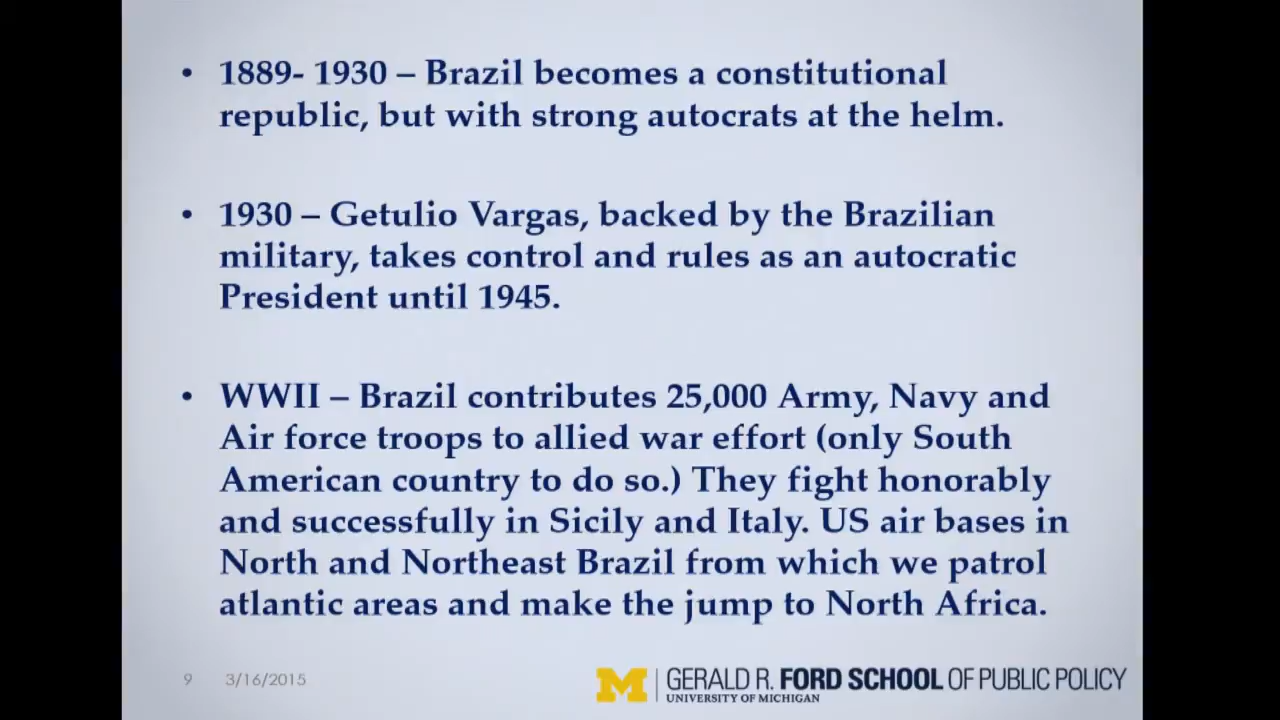 • 1889- 1930 – Brazil becomes a constitutional
republic, but with strong autocrats at the helm.
• 1930 – Getulio Vargas, backed by the Brazilian
military, takes control and rules as an autocratic
President until 1945.
• WWII – Brazil contributes 25,000 Army, Navy and
Air force troops to allied war effort (only South
American country to do so.) They fight honorably
and successfully in Sicily and Italy. US air bases in
North and Northeast Brazil from which we patrol
atlantic areas and make the jump to North Africa.
9 3/16/2015
M GERALD R. FORD SCHOOL OF PUBLIC POLICY
UNIVERSITY OF MICHIGAN